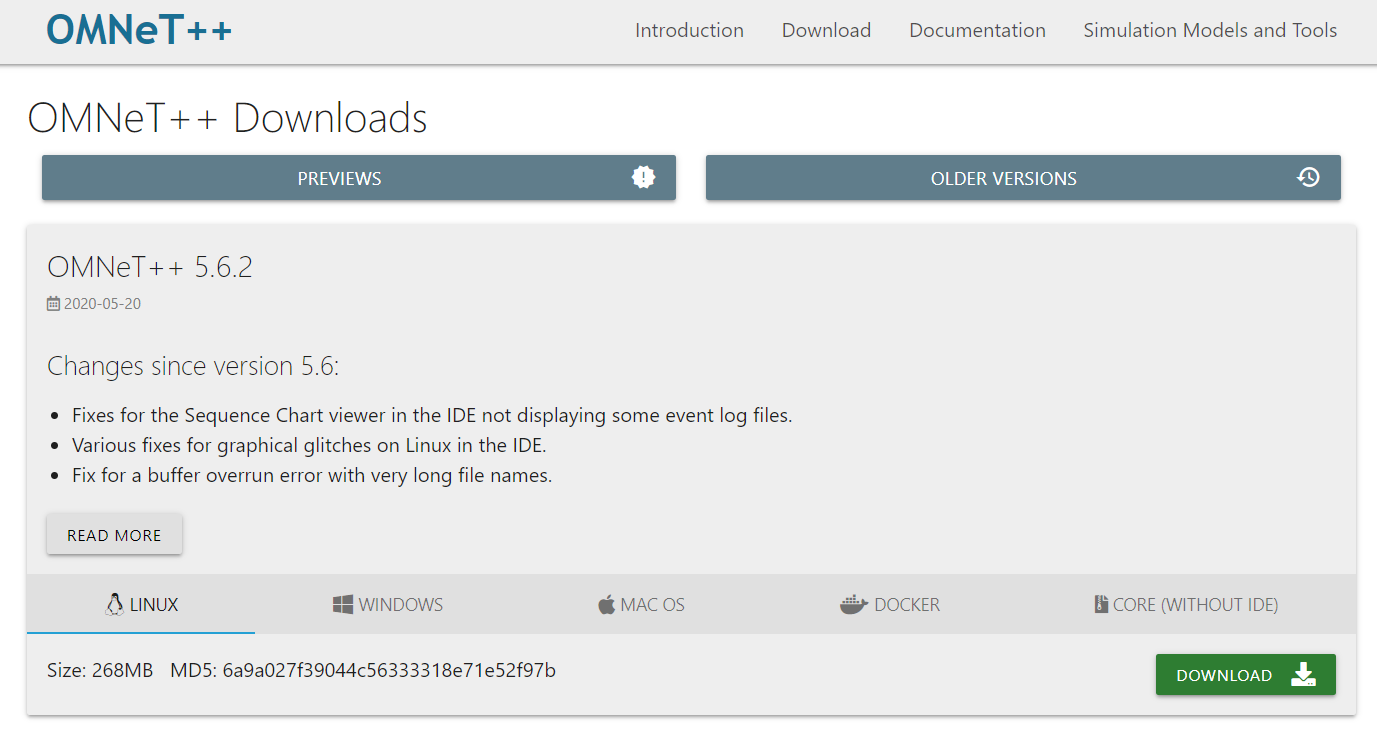 OMNeT++
Introduction Download Documentation Simulation Models and Tools
OMNeT++ Downloads
PREVIEWS
OLDER VERSIONS
OMNeT++ 5.6.2
2020-05-20
Changes since version 5.6:
• Fixes for the Sequence Chart viewer in the IDE not displaying some event log files.
• Various fixes for graphical glitches on Linux in the IDE.
• Fix for a buffer overrun error with very long file names.
READ MORE
LINUX WINDOWS MAC OS DOCKER CORE (WITHOUT IDE)
Size: 268MB MD5: 6a9a027f39044c56333318e71e52f97b
DOWNLOAD